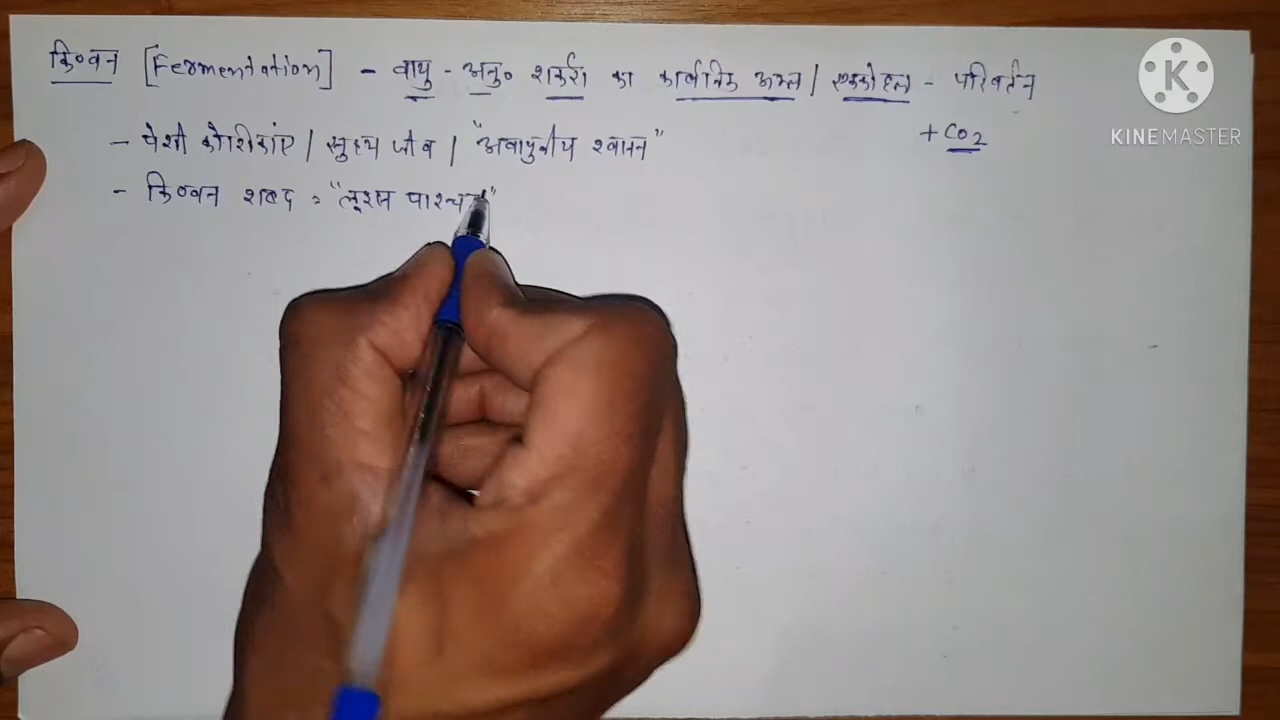 किण्वन [Fermentation] - वायु - अनु० शर्करा का कार्बनिक अम्ल / एल्कोहल - परिवर्तन
+ CO2
- पेशी कोशिकाएं / सुक्ष्म जीव / "अवायुवीय श्वसन"
- किण्वन शब्द = "लूइस पाश्च
KINEMASTER